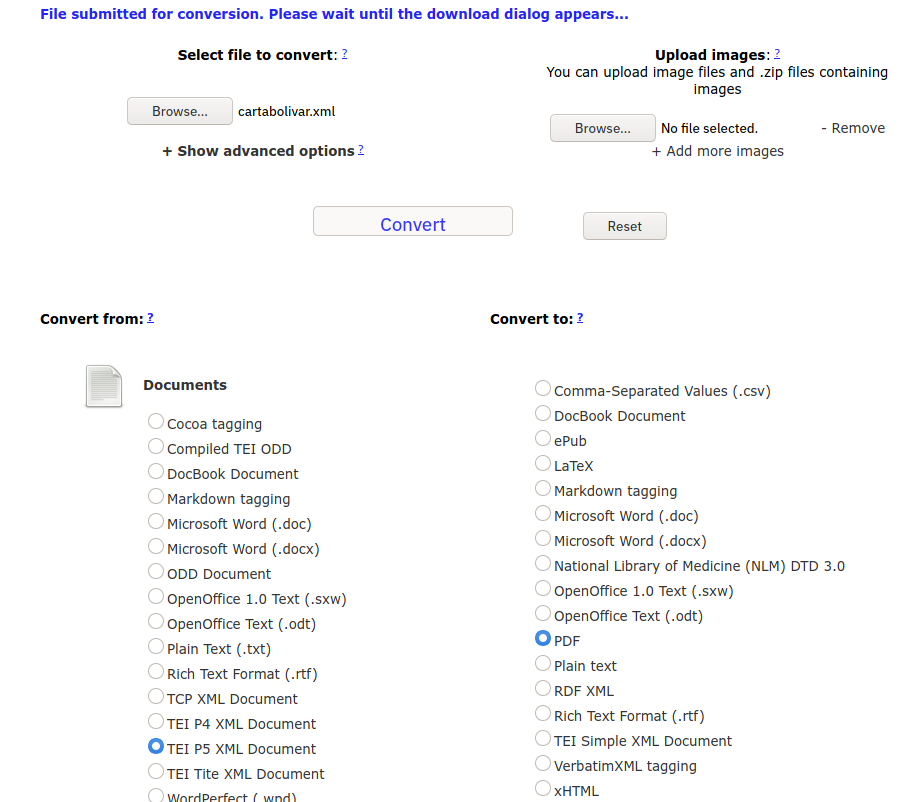 File submitted for conversion. Please wait until the download dialog appears...
Select file to convert: ?
Browse... cartabolivar.xml
+ Show advanced options ?
Upload images: ?
You can upload image files and .zip files containing
images
Browse... No file selected. - Remove
+ Add more images
Convert
Reset
Convert from: ?
Documents
Cocoa tagging
Compiled TEI ODD
DocBook Document
Markdown tagging
Microsoft Word (.doc)
Microsoft Word (.docx)
ODD Document
OpenOffice 1.0 Text (.sxw)
OpenOffice Text (.odt)
Plain Text (.txt)
Rich Text Format (.rtf)
TCP XML Document
TEI P4 XML Document
TEI P5 XML Document
TEI Tite XML Document
WordPerfect (.wpd)
Convert to: ?
Comma-Separated Values (.csv)
DocBook Document
ePub
LaTeX
Markdown tagging
Microsoft Word (.doc)
Microsoft Word (.docx)
National Library of Medicine (NLM) DTD 3.0
OpenOffice 1.0 Text (.sxw)
OpenOffice Text (.odt)
PDF
Plain text
RDF XML
Rich Text Format (.rtf)
TEI Simple XML Document
VerbatimXML tagging
xHTML